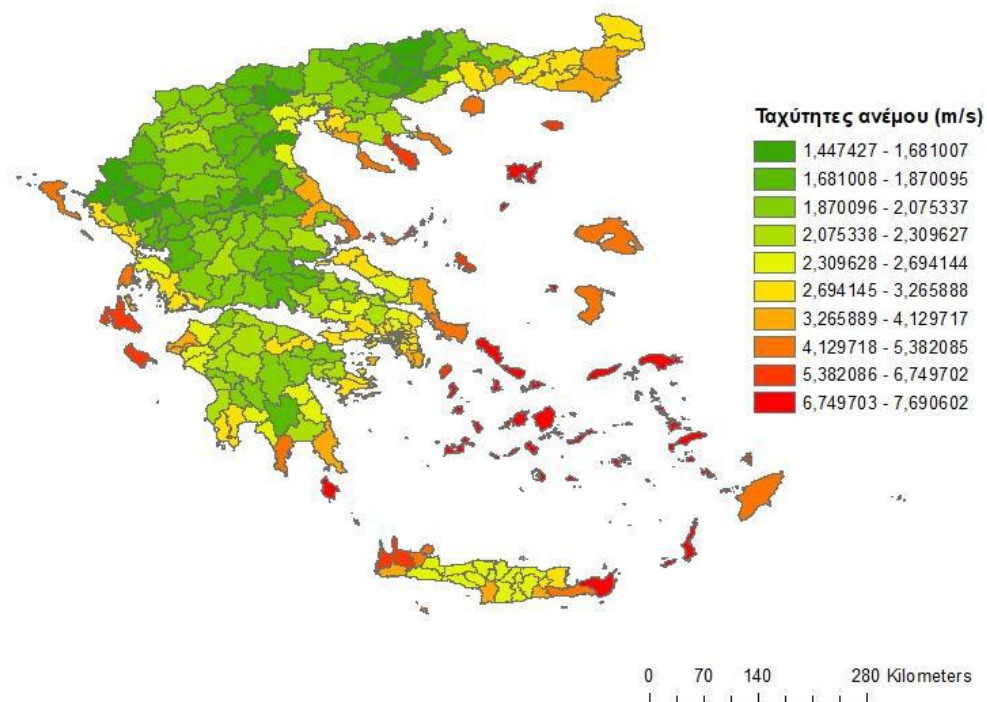 Ταχύτητες ανέμου (m/s)
1,447427 - 1,681007
1,681008 - 1,870095
1,870096 - 2,075337
2,075338 - 2,309627
2,309628 - 2,694144
2,694145 - 3,265888
3,265889 - 4,129717
4,129718 - 5,382085
5,382086 - 6,749702
6,749703 - 7,690602
0 70 140 280 Kilometers